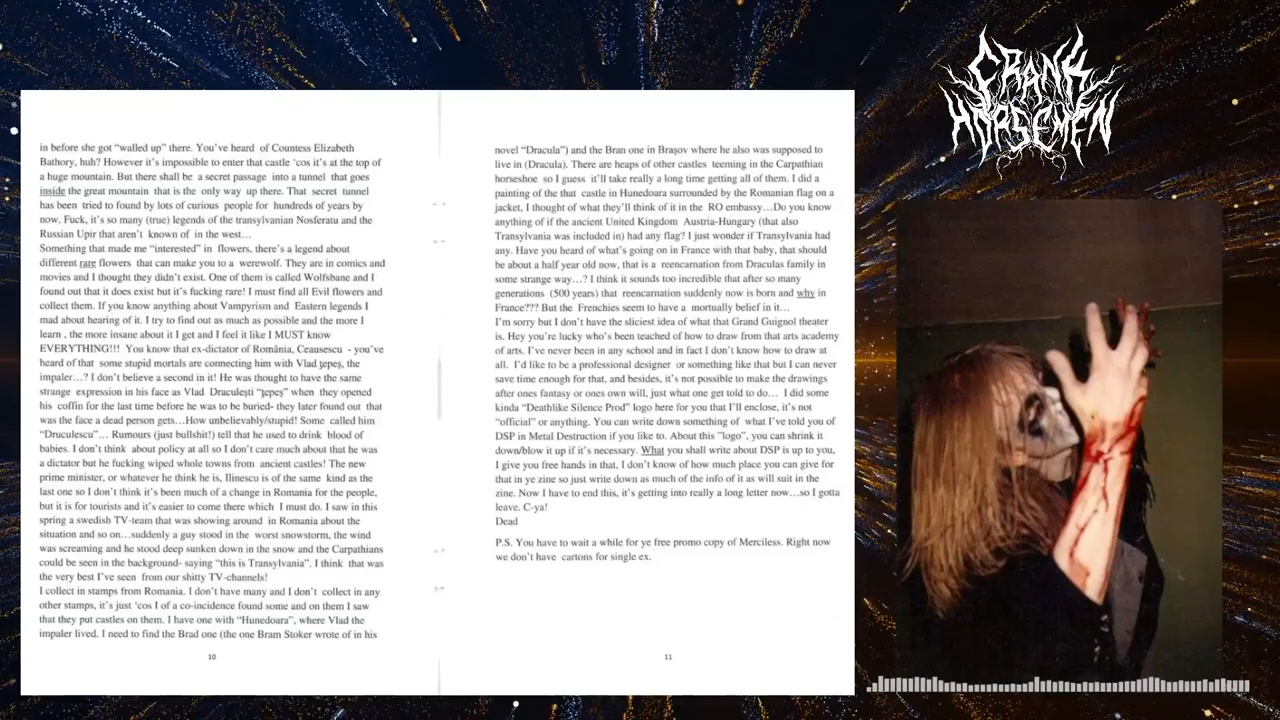 CRANK
HORSEMEN
in before she got “walled up” there. You’ve heard of Countess Elizabeth
Bathory, huh? However it’s impossible to enter that castle ‘cos it’s at the top of
a huge mountain. But there shall be a secret passage into a tunnel that goes
inside the great mountain that is the only way up there. That secret tunnel
has been tried to found by lots of curious people for hundreds of years by
now. Fuck, it’s so many (true) legends of the transylvanian Nosferatu and the
Russian Upir that aren’t known of in the west…
Something that made me “interested” in flowers, there’s a legend about
different rare flowers that can make you to a werewolf. They are in comics and
movies and I thought they didn’t exist. One of them is called Wolfsbane and I
found out that it does exist but it’s fucking rare! I must find all Evil flowers and
collect them. If you know anything about Vampyrism and Eastern legends I
mad about hearing of it. I try to find out as much as possible and the more I
learn , the more insane about it I get and I feel it like I MUST know
EVERYTHING!!! You know that ex-dictator of România, Ceausescu - you’ve
heard of that some stupid mortals are connecting him with Vlad ţepeş, the
impaler…? I don’t believe a second in it! He was thought to have the same
strange expression in his face as Vlad Draculeşti “ţepeş” when they opened
his coffin for the last time before he was to be buried- they later found out that
was the face a dead person gets…How unbelievably/stupid! Some called him
“Druculescu”… Rumours (just bullshit!) tell that he used to drink blood of
babies. I don’t think about policy at all so I don’t care much about that he was
a dictator but he fucking wiped whole towns from ancient castles! The new
prime minister, or whatever he think he is, Ilinescu is of the same kind as the
last one so I don’t think it’s been much of a change in Romania for the people,
but it is for tourists and it’s easier to come there which I must do. I saw in this
spring a swedish TV-team that was showing around in Romania about the
situation and so on…suddenly a guy stood in the worst snowstorm, the wind
was screaming and he stood deep sunken down in the snow and the Carpathians
could be seen in the background- saying “this is Transylvania”. I think that was
the very best I’ve seen from our shitty TV-channels!
I collect in stamps from Romania. I don’t have many and I don’t collect in any
other stamps, it’s just ‘cos I of a co-incidence found some and on them I saw
that they put castles on them. I have one with “Hunedoara”, where Vlad the
impaler lived. I need to find the Brad one (the one Bram Stoker wrote of in his
10
novel “Dracula”) and the Bran one in Braşov where he also was supposed to
live in (Dracula). There are heaps of other castles teeming in the Carpathian
horseshoe so I guess it’ll take really a long time getting all of them. I did a
painting of the that castle in Hunedoara surrounded by the Romanian flag on a
jacket, I thought of what they’ll think of it in the RO embassy…Do you know
anything of if the ancient United Kingdom Austria-Hungary (that also
Transylvania was included in) had any flag? I just wonder if Transylvania had
any. Have you heard of what’s going on in France with that baby, that should
be about a half year old now, that is a reencarnation from Draculas family in
some strange way…? I think it sounds too incredible that after so many
generations (500 years) that reencarnation suddenly now is born and why in
France??? But the Frenchies seem to have a mortually belief in it…
I’m sorry but I don’t have the sliciest idea of what that Grand Guignol theater
is. Hey you’re lucky who’s been teached of how to draw from that arts academy
of arts. I’ve never been in any school and in fact I don’t know how to draw at
all. I’d like to be a professional designer or something like that but I can never
save time enough for that, and besides, it’s not possible to make the drawings
after ones fantasy or ones own will, just what one get told to do… I did some
kinda “Deathlike Silence Prod” logo here for you that I’ll enclose, it’s not
“official” or anything. You can write down something of what I’ve told you of
DSP in Metal Destruction if you like to. About this “logo”, you can shrink it
down/blow it up if it’s necessary. What you shall write about DSP is up to you,
I give you free hands in that, I don’t know of how much place you can give for
that in ye zine so just write down as much of the info of it as will suit in the
zine. Now I have to end this, it’s getting into really a long letter now…so I gotta
leave. C-ya!
Dead
P.S. You have to wait a while for ye free promo copy of Merciless. Right now
we don’t have cartons for single ex.
11